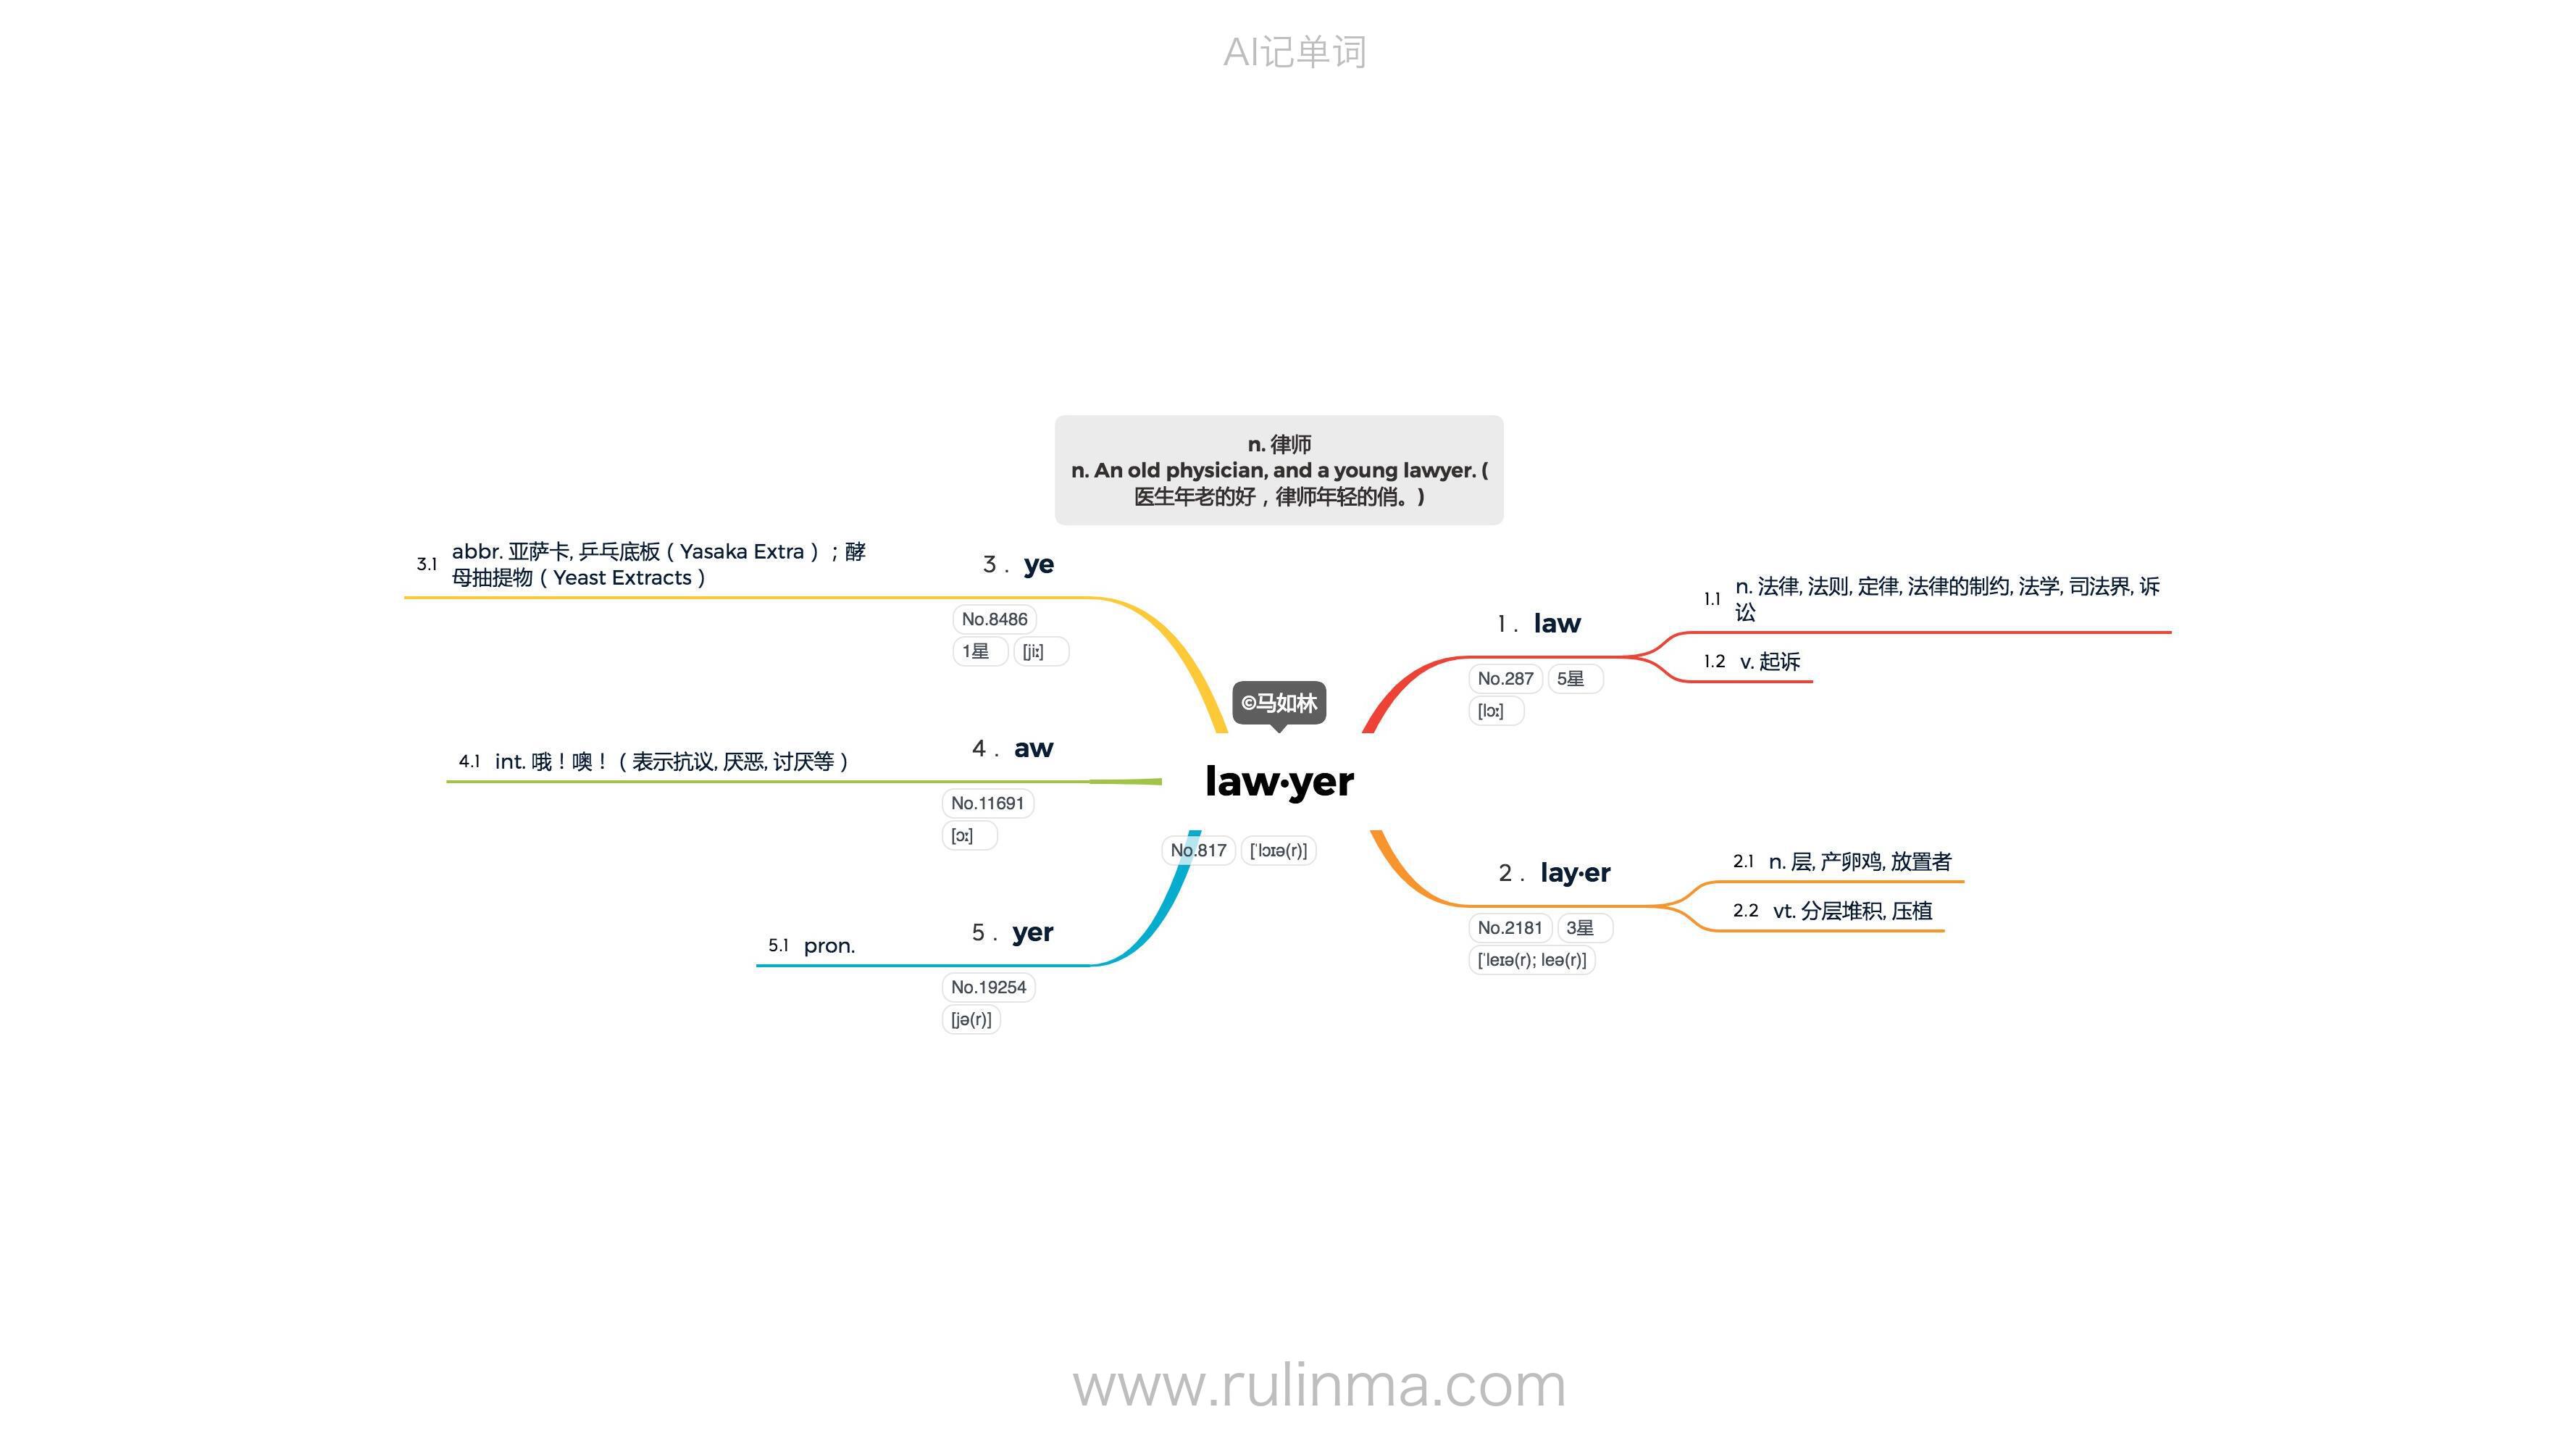 AI记单词
n. 律师
n. An old physician, and a young lawyer. (
医生年老的好，律师年轻的俏。)
©马如林
law·yer
No.817 [ˈlɔɪə(r)]
1 . law
No.287 5星
[lɔː]
1.1 n. 法律, 法则, 定律, 法律的制约, 法学, 司法界, 诉
讼
1.2 v. 起诉
2 . lay·er
No.2181 3星
[ˈleɪə(r); leə(r)]
2.1 n. 层, 产卵鸡, 放置者
2.2 vt. 分层堆积, 压植
3 . ye
No.8486
1星 [jiː]
3.1 abbr. 亚萨卡, 乒乓底板（Yasaka Extra）；酵
母抽提物（Yeast Extracts）
4 . aw
No.11691
[ɔː]
4.1 int. 哦！噢！（表示抗议, 厌恶, 讨厌等）
5 . yer
No.19254
[jə(r)]
5.1 pron.
www.rulinma.com